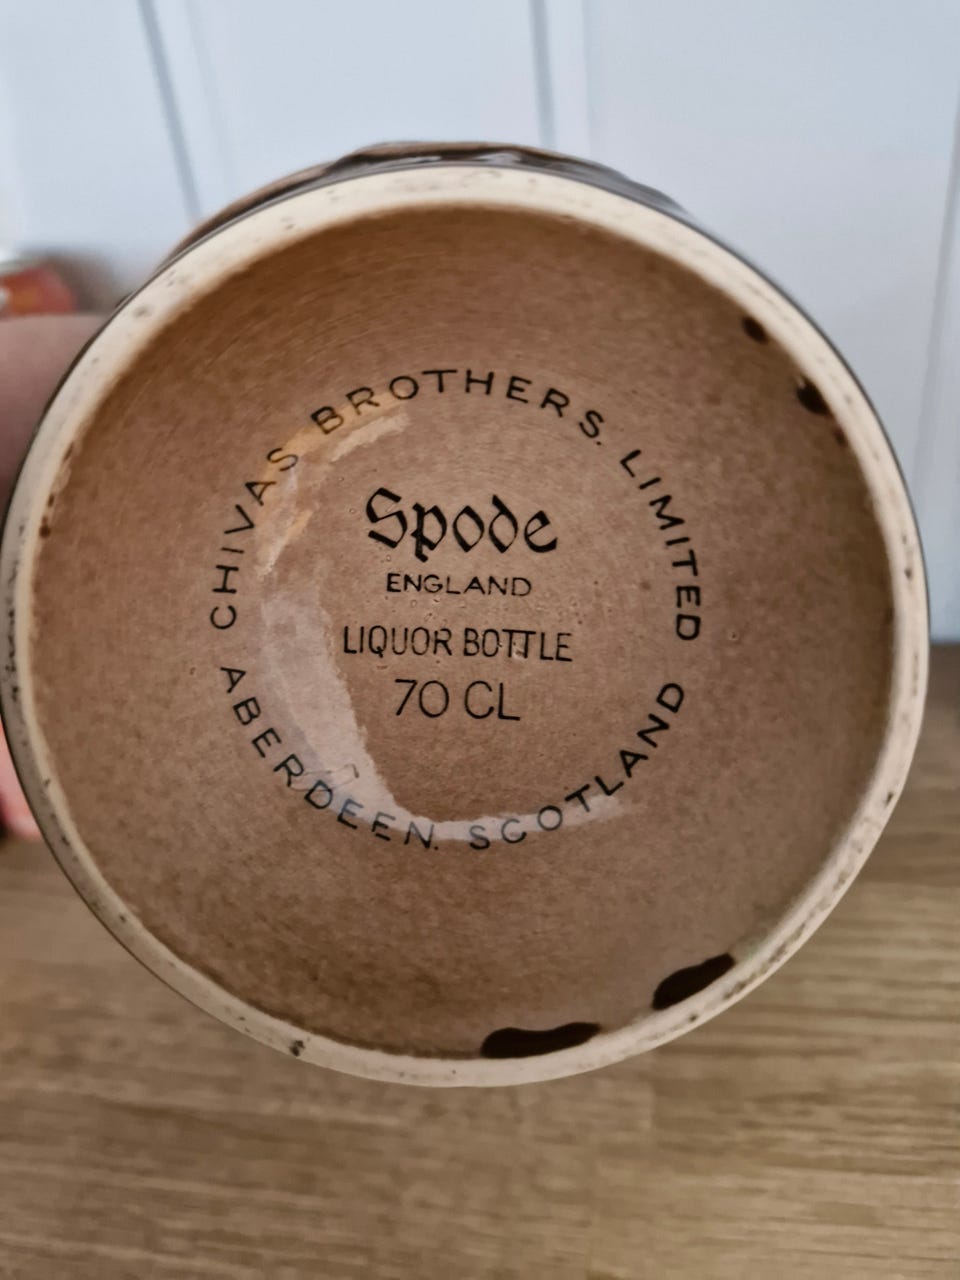 CHIVAS BROTHERS. LIMITED
Spode
ENGLAND
LIQUOR BOTTLE
70 CL
ABERDEEN. SCOTLAND